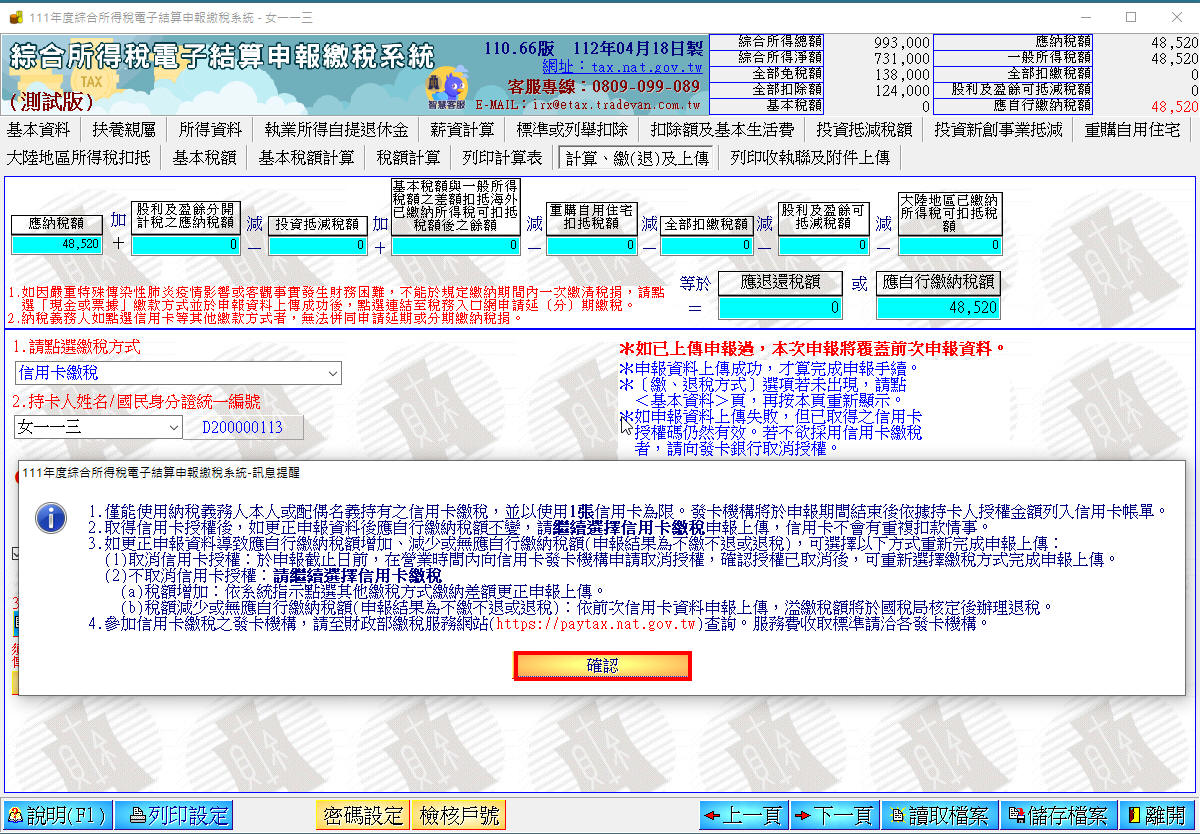 111年度綜合所得稅電子結算申報繳稅系統 - 女一一三
綜合所得稅電子結算申報繳稅系統
(測試版)
TAX
智慧客服
110.66版 112年04月18日製
網址：tax.nat.gov.tw
客服專線：0809-099-089
E-MAIL：irx@etax.tradevan.com.tw
綜合所得總額 993,000 應納稅額 48,520
綜合所得淨額 731,000 一般所得稅額 48,520
全部免稅額 138,000 全部扣繳稅額 0
全部扣除額 124,000 股利及盈餘可抵減稅額 0
基本稅額 0 應自行繳納稅額 48,520
基本資料 扶養親屬 所得資料 執業所得自提退休金 薪資計算 標準或列舉扣除 扣除額及基本生活費 投資抵減稅額 投資新創事業抵減 重購自用住宅
大陸地區所得稅扣抵 基本稅額 基本稅額計算 稅額計算 列印計算表 計算、繳(退)及上傳 列印收執聯及附件上傳
應納稅額
48,520
加
＋
股利及盈餘分開
計稅之應納稅額
0
減
－
投資抵減稅額
0
加
＋
基本稅額與一般所得
稅額之差額扣抵海外
已繳納所得稅可扣抵
稅額後之餘額
0
減
－
重購自用住宅
扣抵稅額
0
減
－
全部扣繳稅額
0
減
－
股利及盈餘可
抵減稅額
0
減
－
大陸地區已繳納
所得稅可扣抵稅
額
0
等於
＝
應退還稅額
0
或
應自行繳納稅額
48,520
1.如因嚴重特殊傳染性肺炎疫情影響或客觀事實發生財務困難，不能於規定繳納期間內一次繳清稅捐，請點
選「現金或票據」繳款方式並於申報資料上傳成功後，點選連結至稅務入口網申請延（分）期繳稅。
2.納稅義務人如點選信用卡等其他繳款方式者，無法併同申請延期或分期繳納稅捐。
1.請點選繳稅方式
信用卡繳稅
2.持卡人姓名/國民身分證統一編號
女一一三 D200000113
＊如已上傳申報過，本次申報將覆蓋前次申報資料。
＊申報資料上傳成功，才算完成申報手續。
＊〔繳、退稅方式〕選項若未出現，請點
＜基本資料＞頁，再按本頁重新顯示。
＊如申報資料上傳失敗，但已取得之信用卡
授權碼仍然有效。若不欲採用信用卡繳稅
者，請向發卡銀行取消授權。
111年度綜合所得稅電子結算申報繳稅系統-訊息提醒
1.僅能使用納稅義務人本人或配偶名義持有之信用卡繳稅，並以使用1張信用卡為限。發卡機構將於申報期間結束後依據持卡人授權金額列入信用卡帳單。
2.取得信用卡授權後，如更正申報資料後應自行繳納稅額不變，請繼續選擇信用卡繳稅申報上傳，信用卡不會有重複扣款情事。
3.如更正申報資料導致應自行繳納稅額增加、減少或無應自行繳納稅額(申報結果為不繳不退或退稅)，可選擇以下方式重新完成申報上傳：
(1)取消信用卡授權：於申報截止日前，在營業時間內向信用卡發卡機構申請取消授權，確認授權已取消後，可重新選擇繳稅方式完成申報上傳。
(2)不取消信用卡授權：請繼續選擇信用卡繳稅
(a)稅額增加：依系統指示點選其他繳稅方式繳納差額更正申報上傳。
(b)稅額減少或無應自行繳納稅額(申報結果為不繳不退或退稅)：依前次信用卡資料申報上傳，溢繳稅額將於國稅局核定後辦理退稅。
4.參加信用卡繳稅之發卡機構，請至財政部繳稅服務網站(https://paytax.nat.gov.tw)查詢。服務費收取標準請洽各發卡機構。
確認
說明(F1) 列印設定 密碼設定 檢核戶號 上一頁 下一頁 讀取檔案 儲存檔案 離開